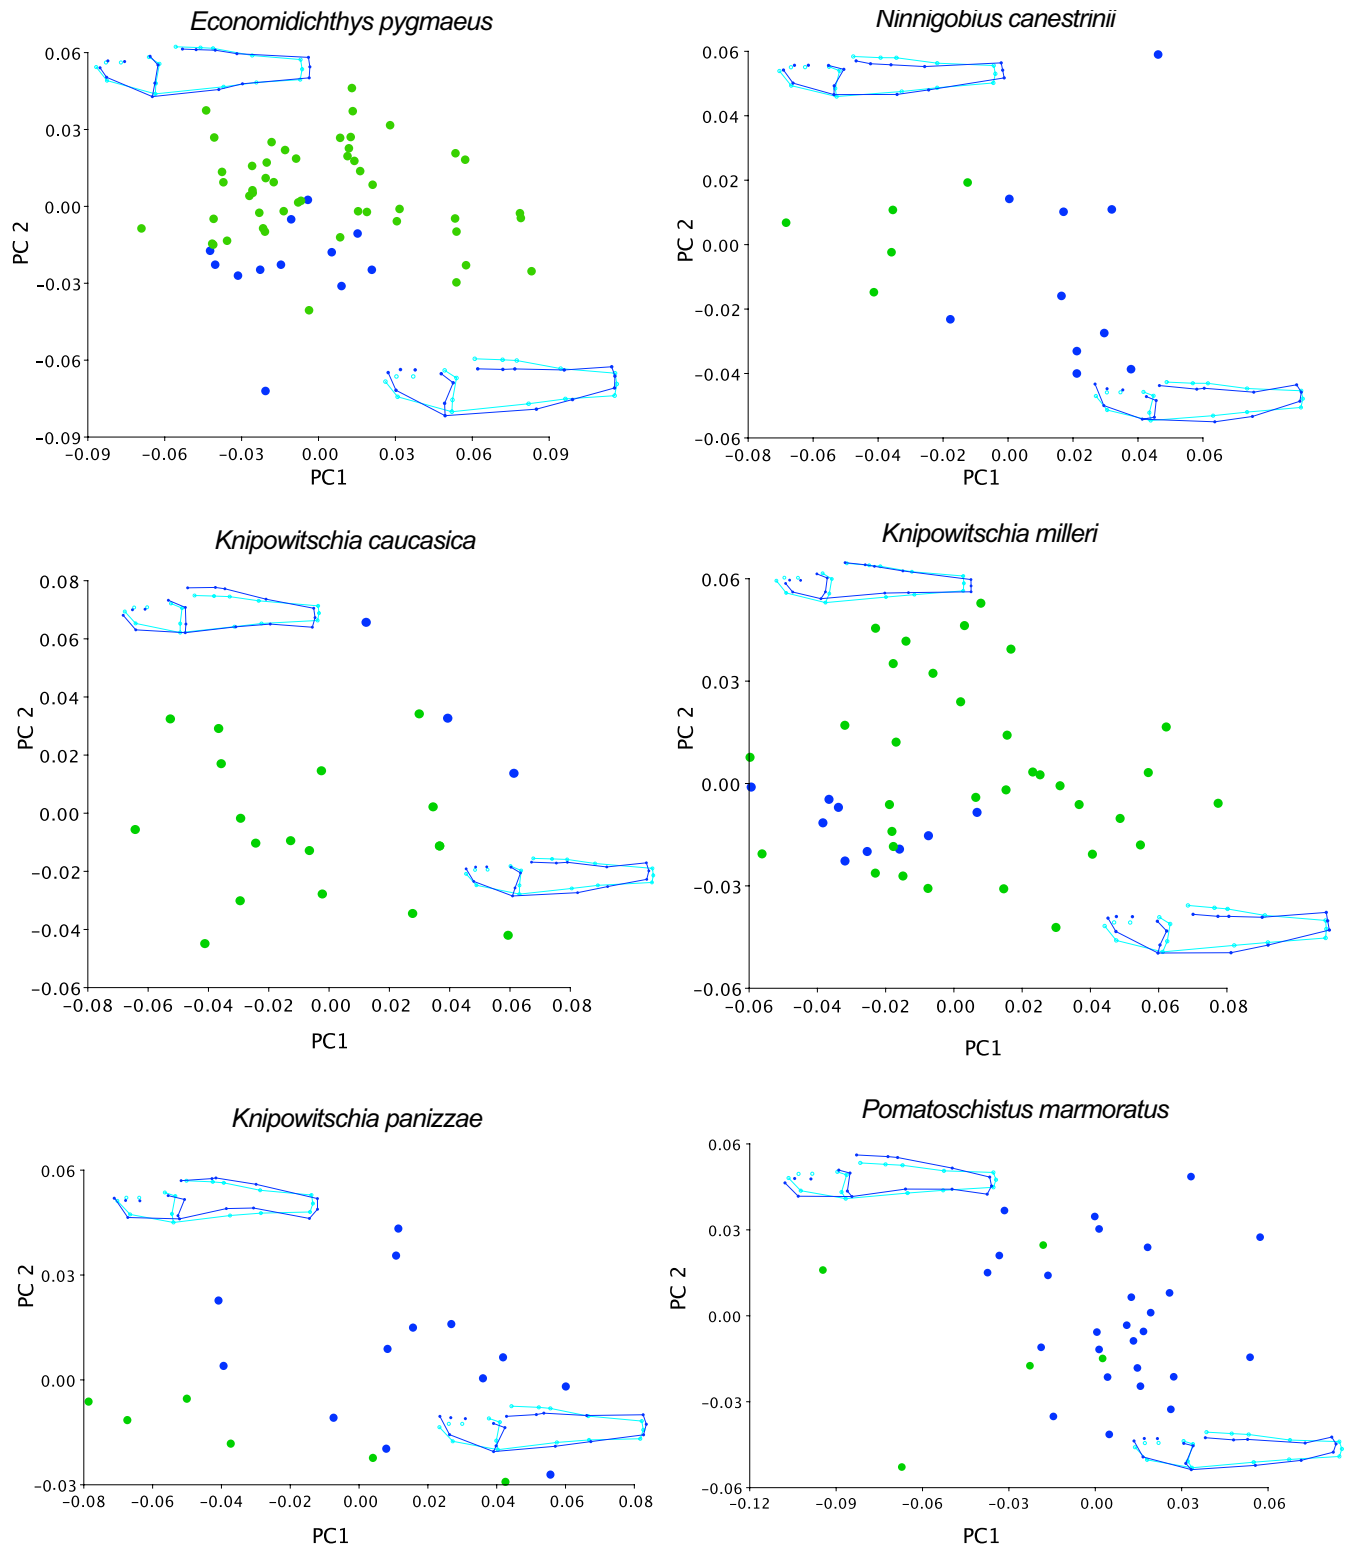 Economidichthys pygmaeus
0.06
0.03
0.00
−0.03
−0.06
−0.09
PC 2
−0.09 −0.06 −0.03 0.00 0.03 0.06 0.09
PC1
Ninnigobius canestrinii
0.06
0.04
0.02
0.00
−0.02
−0.04
−0.06
PC 2
−0.08 −0.06 −0.04 −0.02 0.00 0.02 0.04 0.06
PC1
Knipowitschia caucasica
0.08
0.06
0.04
0.02
0.00
−0.02
−0.04
−0.06
PC 2
−0.08 −0.06 −0.04 −0.02 0.00 0.02 0.04 0.06 0.08
PC1
Knipowitschia milleri
0.06
0.03
0.00
−0.03
−0.06
PC 2
−0.06 −0.04 −0.02 0.00 0.02 0.04 0.06 0.08
PC1
Knipowitschia panizzae
0.06
0.03
0.00
−0.03
PC 2
−0.08 −0.06 −0.04 −0.02 0.00 0.02 0.04 0.06 0.08
PC1
Pomatoschistus marmoratus
0.06
0.03
0.00
−0.03
−0.06
PC 2
−0.12 −0.09 −0.06 −0.03 0.00 0.03 0.06
PC1